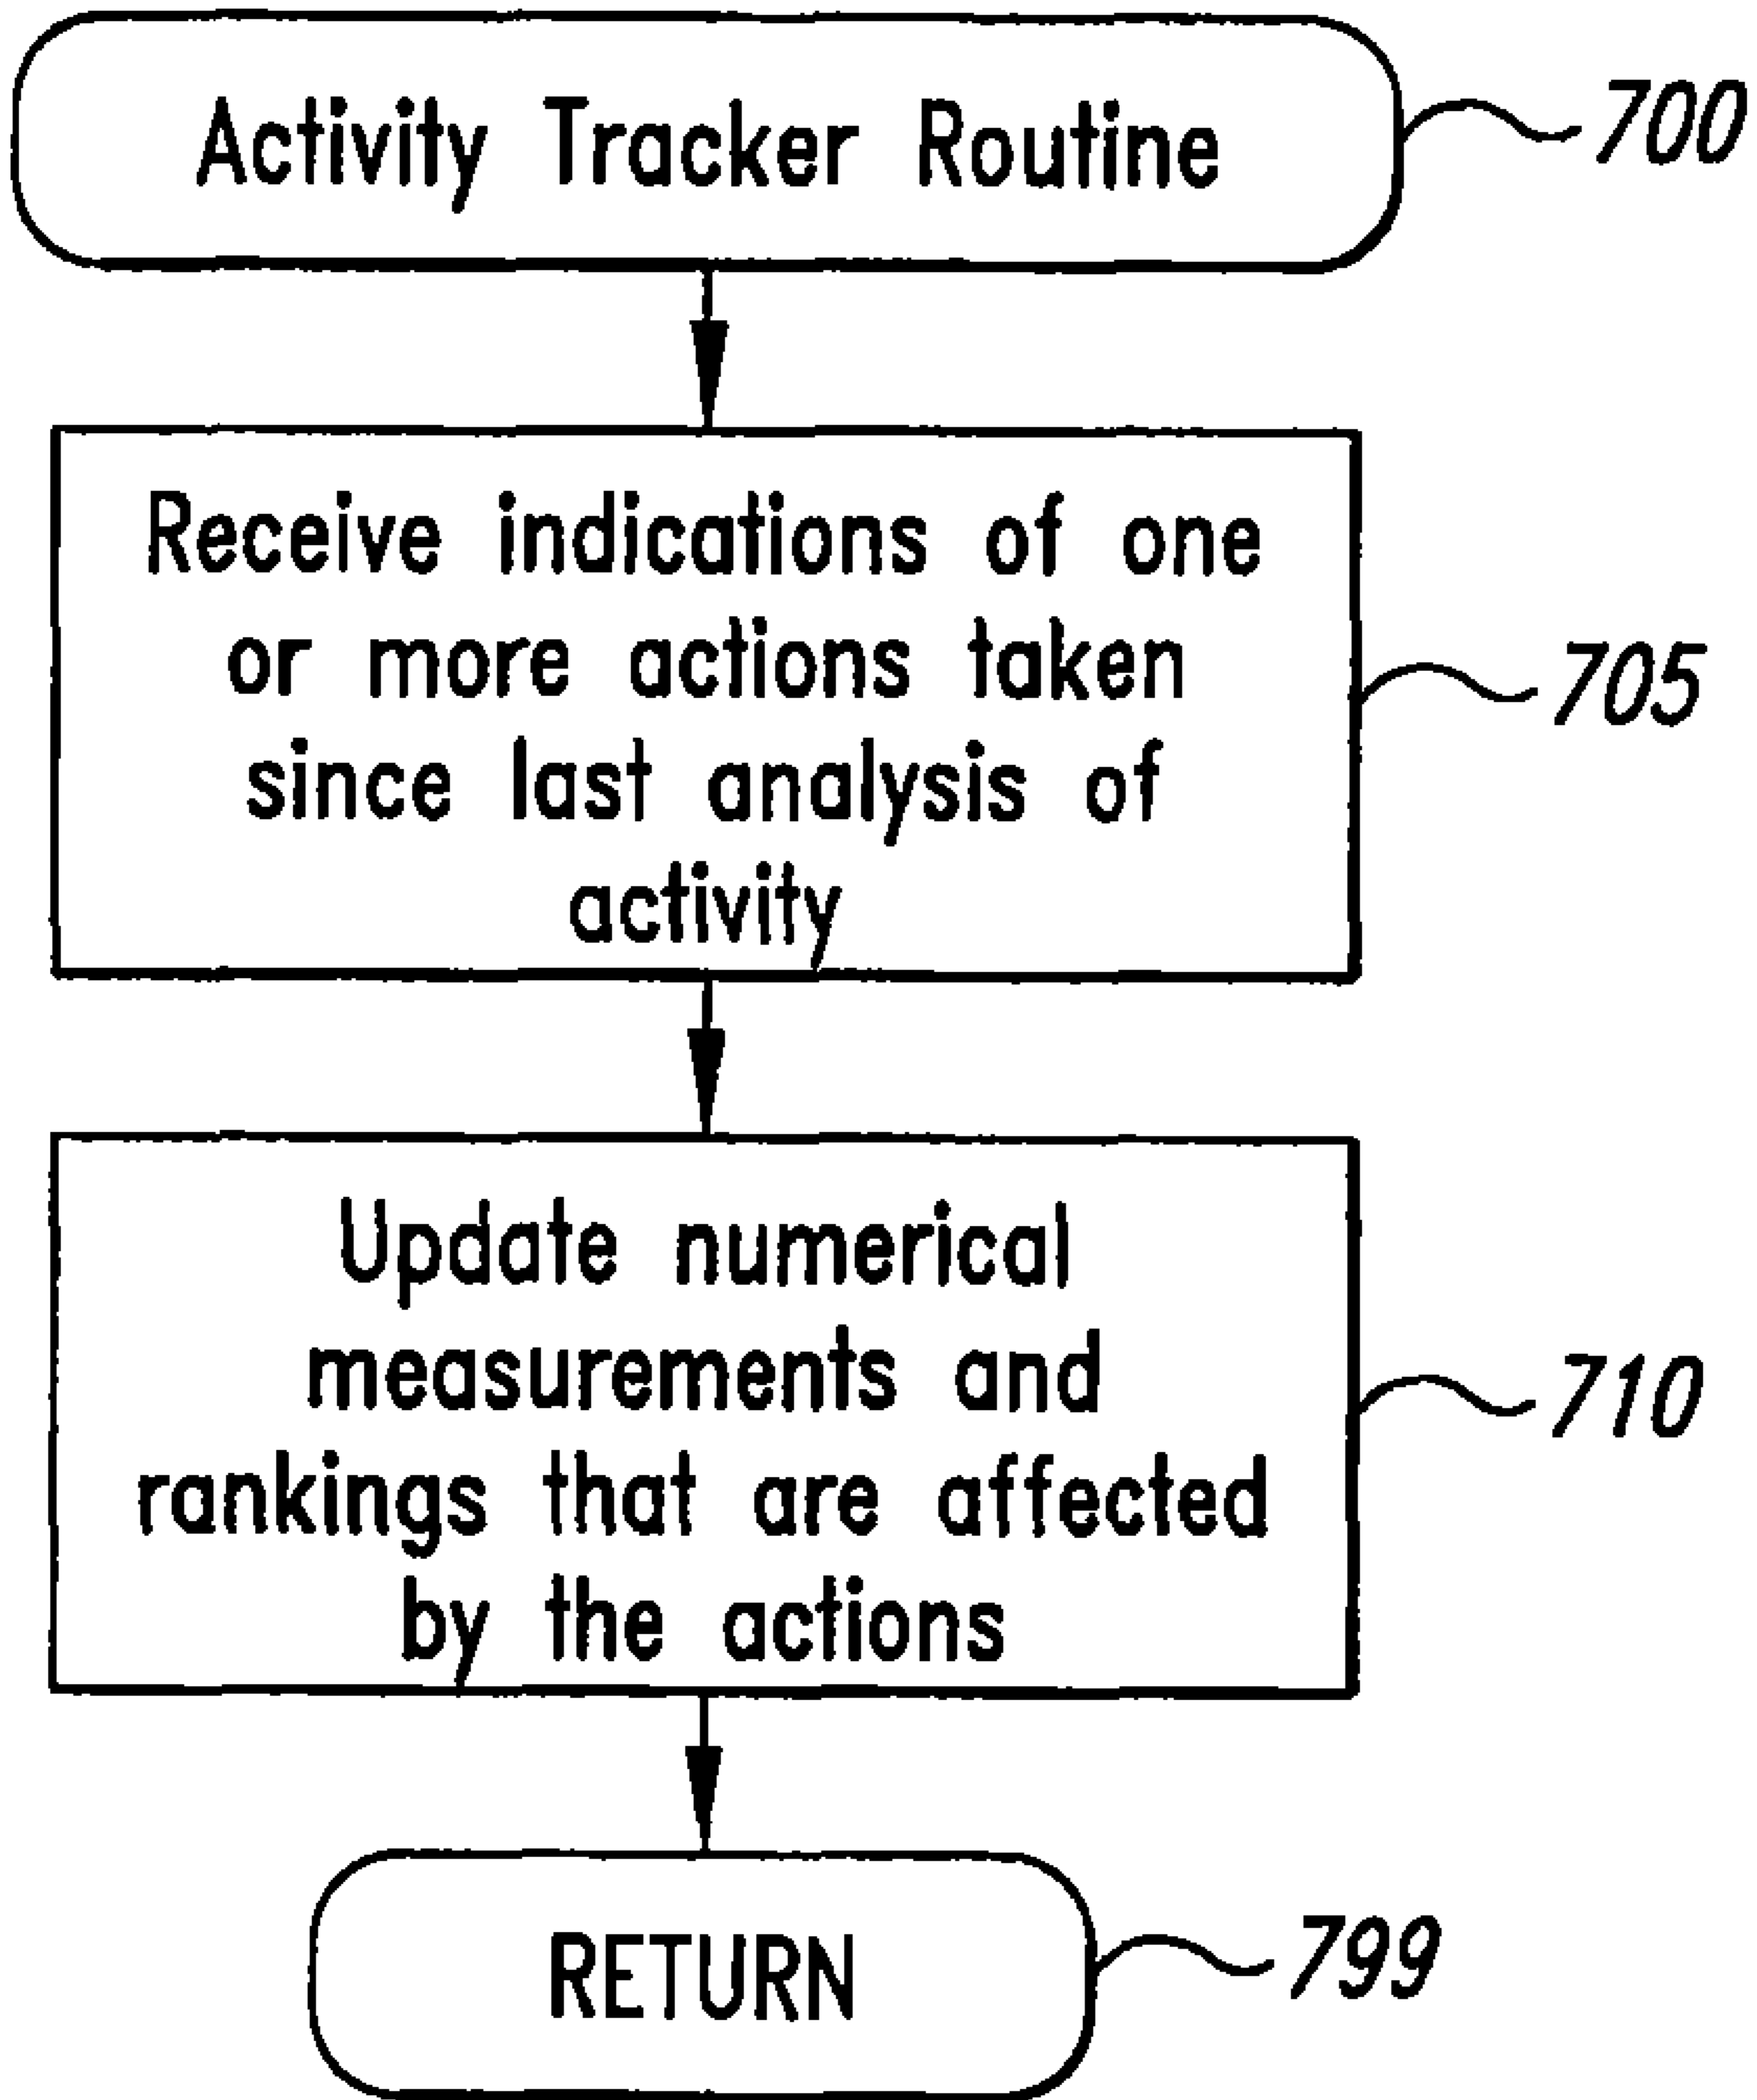 Activity Tracker Routine
700
Receive indications of one
or more actions taken
since last analysis of
activity
705
Update numerical
measurements and
rankings that are affected
by the actions
710
RETURN
799